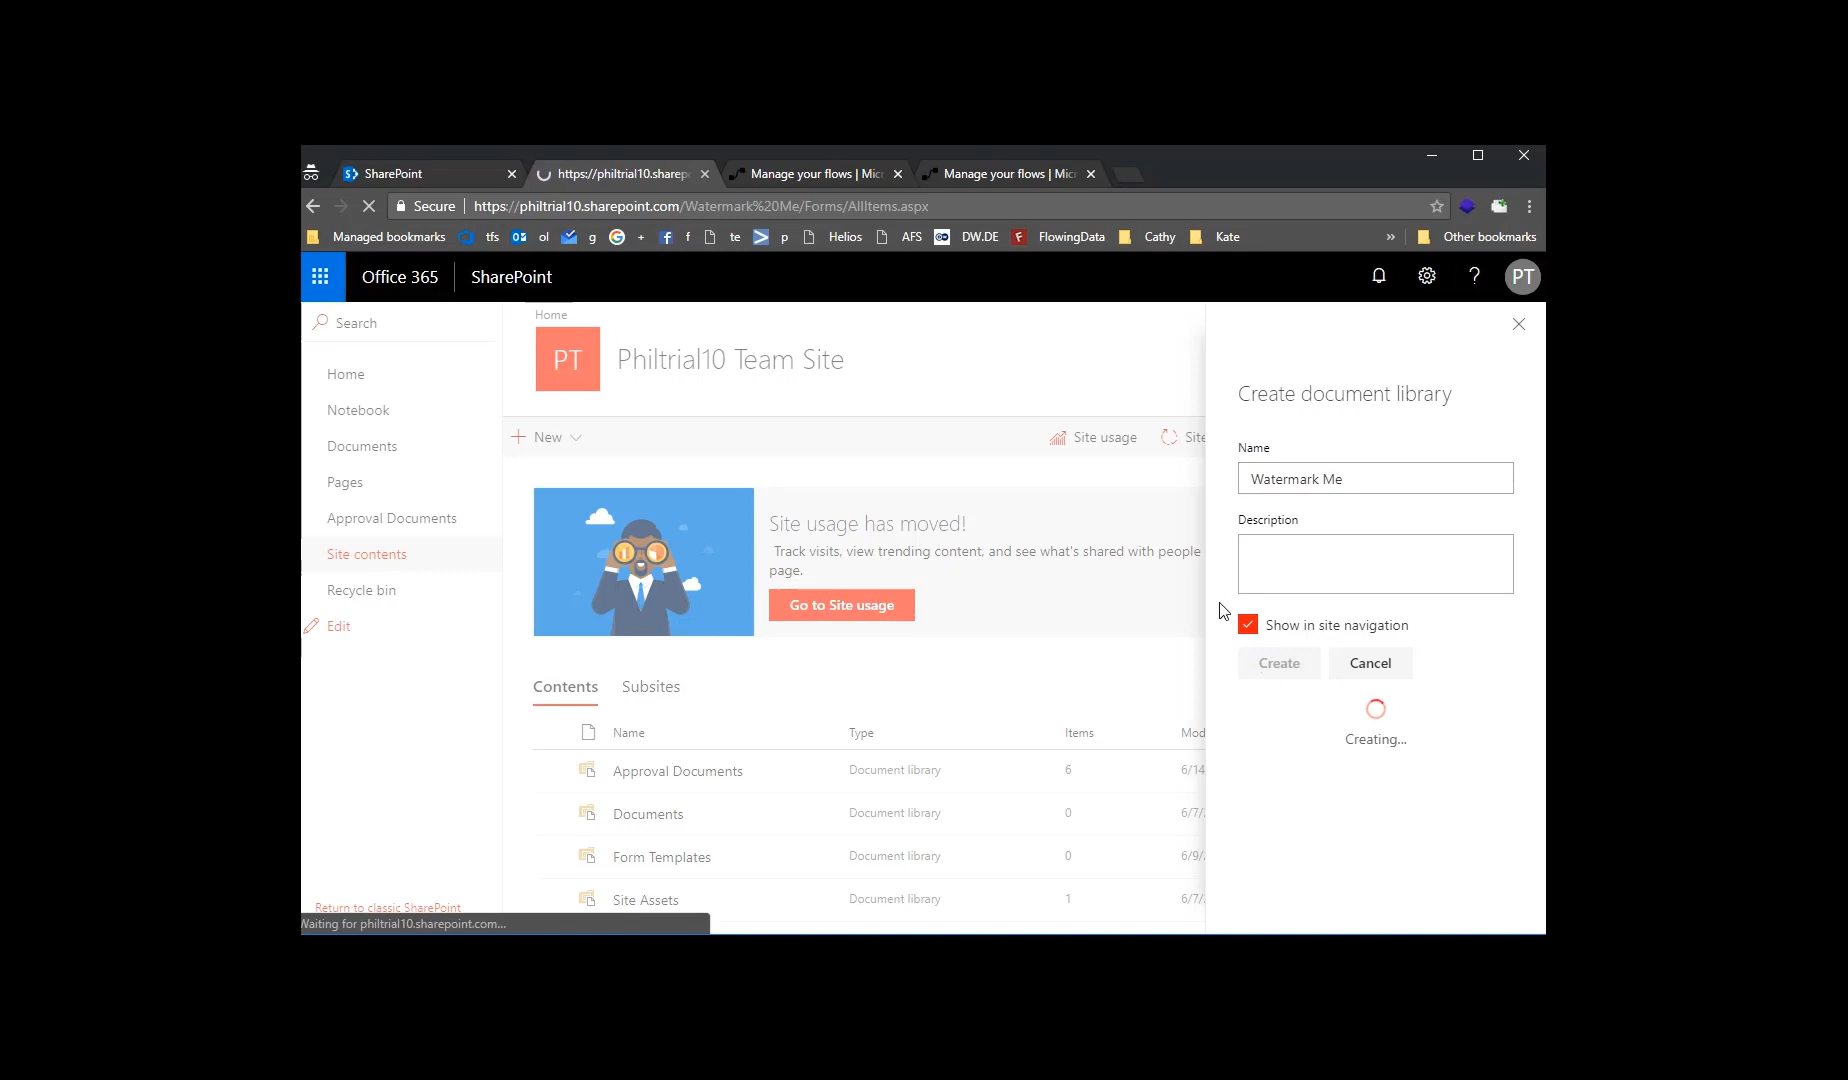 SharePoint
https://philtrial10.sharep
Manage your flows | Mic
Manage your flows | Mic
Secure
https://philtrial10.sharepoint.com/Watermark%20Me/Forms/AllItems.aspx
Managed bookmarks tfs ol g + f te p Helios AFS DW.DE FlowingData Cathy Kate » Other bookmarks
Office 365 SharePoint ? PT
Search
Home
Notebook
Documents
Pages
Approval Documents
Site contents
Recycle bin
Edit
Return to classic SharePoint
Waiting for philtrial10.sharepoint.com...
Home
PT Philtrial10 Team Site
+ New Site usage Site
Site usage has moved!
Track visits, view trending content, and see what's shared with people
page.
Go to Site usage
Contents Subsites
Name Type Items Mod
Approval Documents Document library 6 6/14
Documents Document library 0 6/7/
Form Templates Document library 0 6/9/
Site Assets Document library 1 6/7/
Create document library
Name
Watermark Me
Description
Show in site navigation
Create Cancel
Creating...